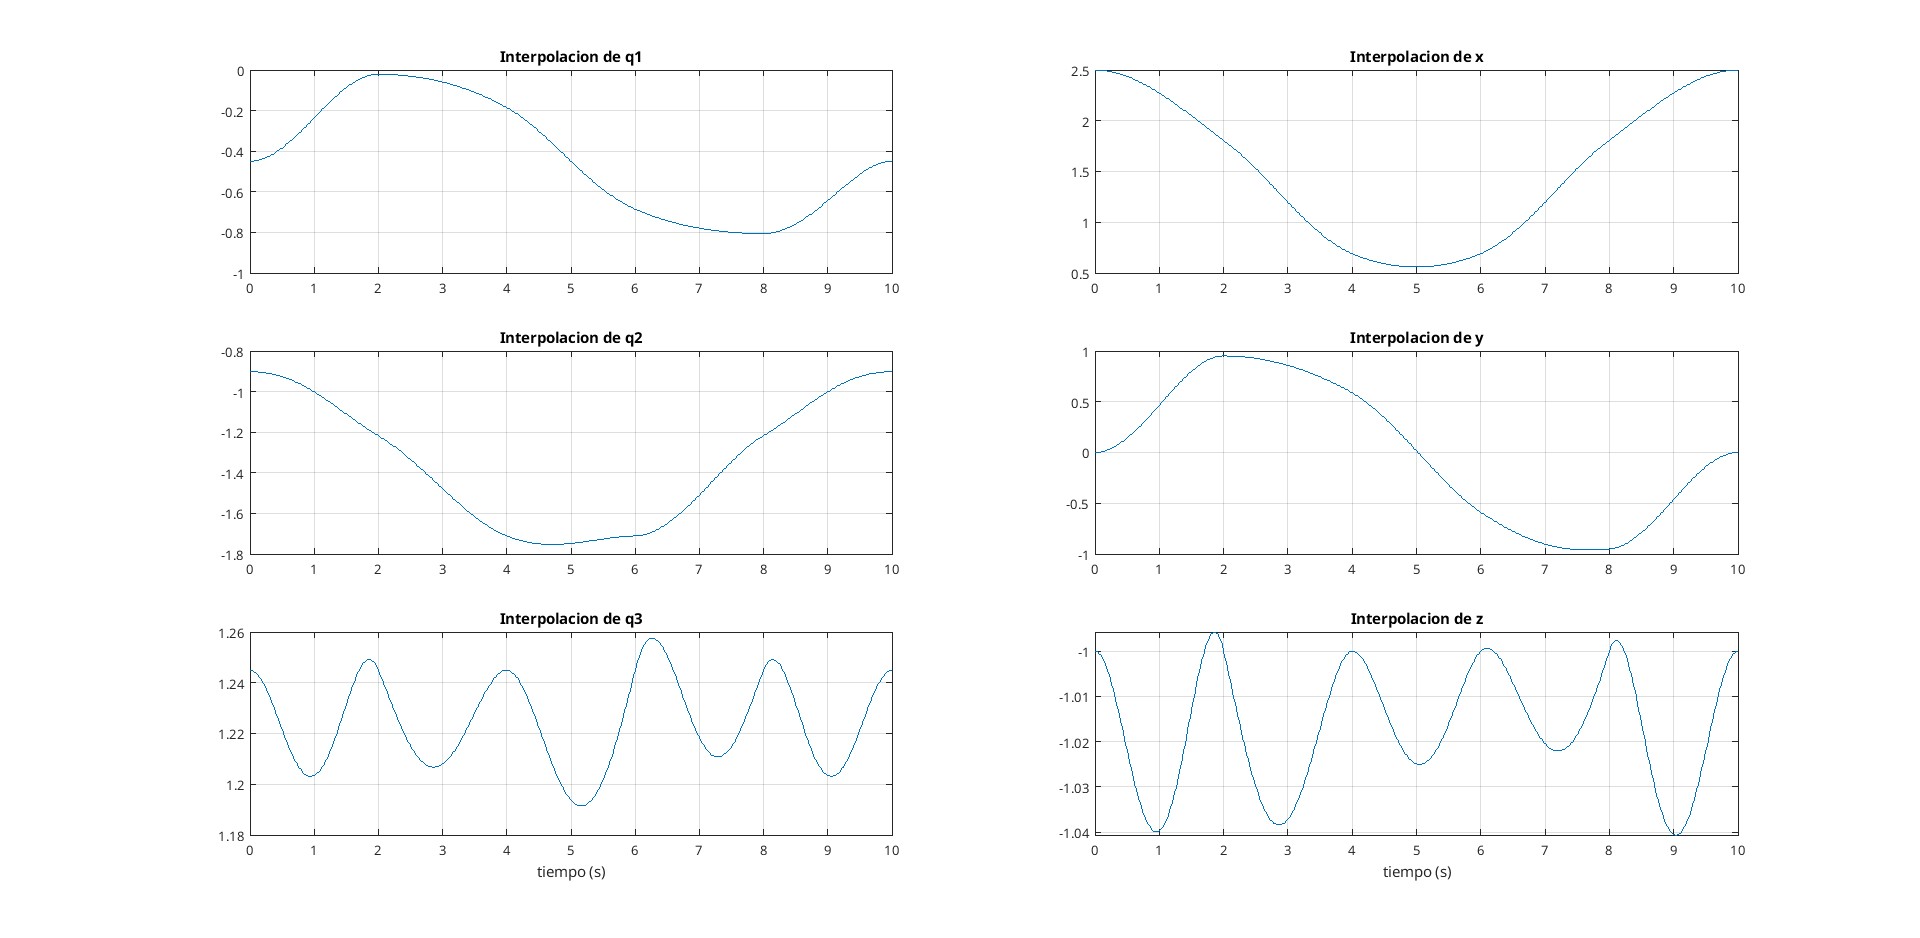 Interpolacion de q1
0
-0.2
-0.4
-0.6
-0.8
-1
0 1 2 3 4 5 6 7 8 9 10
Interpolacion de x
2.5
2
1.5
1
0.5
0 1 2 3 4 5 6 7 8 9 10
Interpolacion de q2
-0.8
-1
-1.2
-1.4
-1.6
-1.8
0 1 2 3 4 5 6 7 8 9 10
Interpolacion de y
1
0.5
0
-0.5
-1
0 1 2 3 4 5 6 7 8 9 10
Interpolacion de q3
1.26
1.24
1.22
1.2
1.18
0 1 2 3 4 5 6 7 8 9 10
tiempo (s)
Interpolacion de z
-1
-1.01
-1.02
-1.03
-1.04
0 1 2 3 4 5 6 7 8 9 10
tiempo (s)